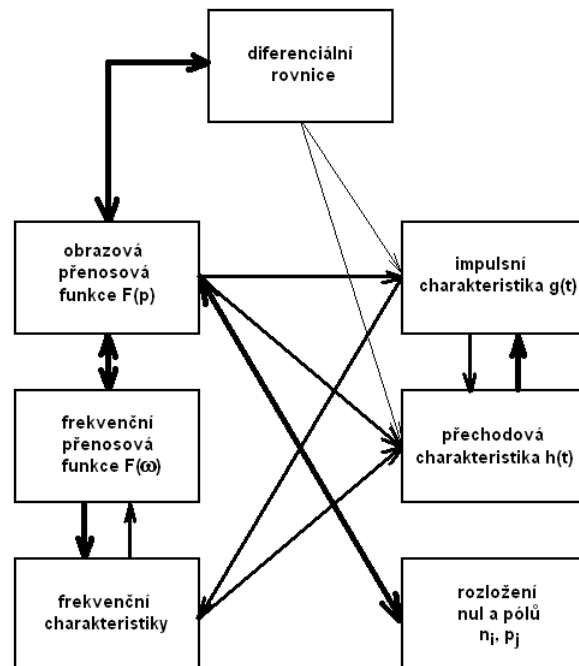 diferenciální
rovnice
obrazová
přenosová
funkce F(p)
impulsní
charakteristika g(t)
frekvenční
přenosová
funkce F(ω)
přechodová
charakteristika h(t)
frekvenční
charakteristiky
rozložení
nul a pólů
nᵢ, pⱼ